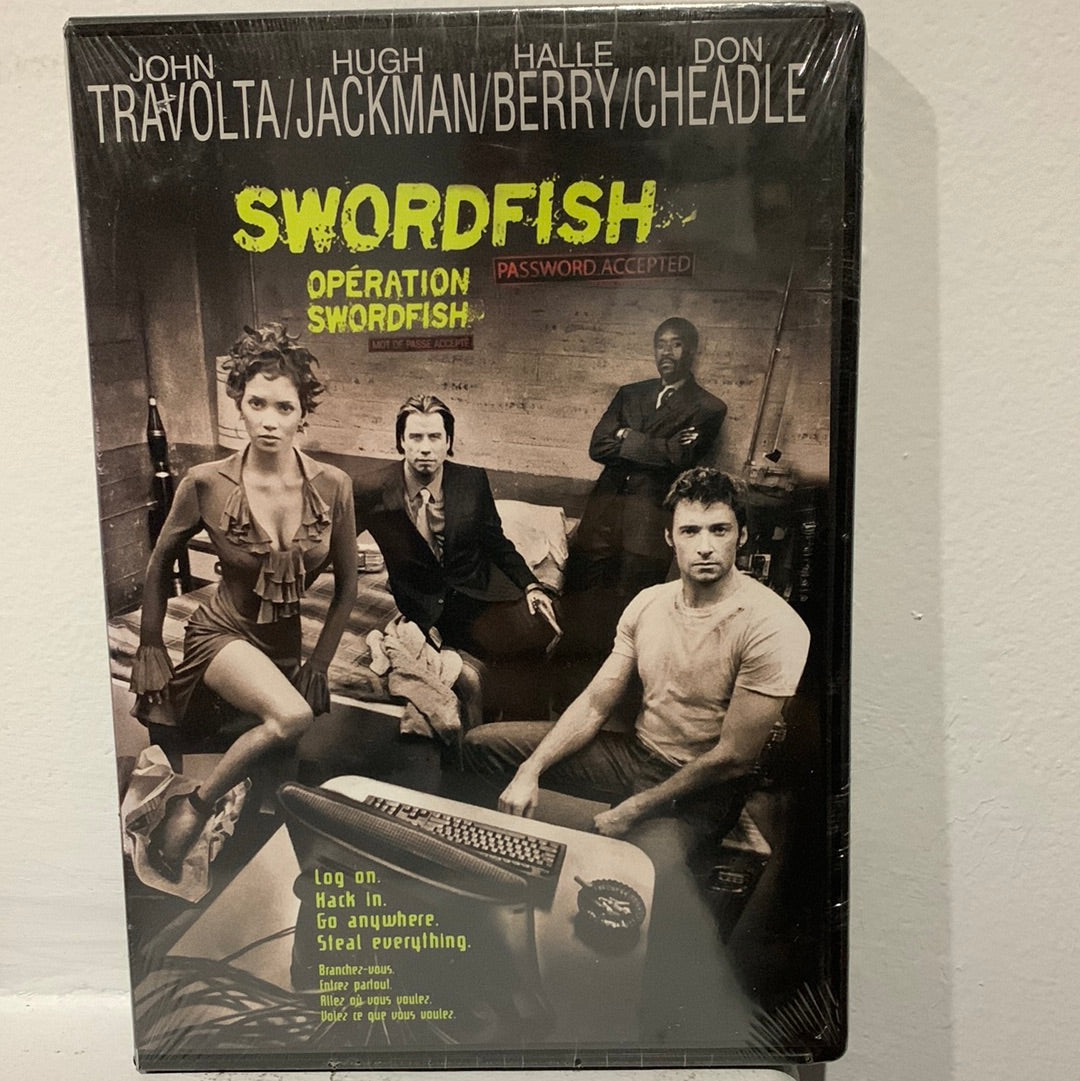 JOHN HUGH HALLE DON
TRAVOLTA/JACKMAN/BERRY/CHEADLE
SWORDFISH
PASSWORD ACCEPTED
OPÉRATION
SWORDFISH
MOT DE PASSE ACCEPTÉ
Log on.
Hack in.
Go anywhere.
Steal everything.
Branchez-vous.
Entrez partout.
Allez où vous voulez.
Volez ce que vous voulez.